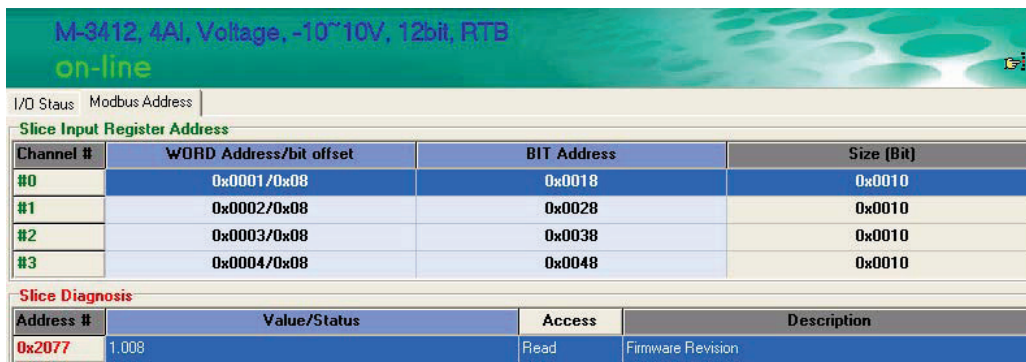 M-3412, 4AI, Voltage, -10~10V, 12bit, RTB
on-line
I/O Staus Modbus Address
Slice Input Register Address
Channel # WORD Address/bit offset BIT Address Size (Bit)
#0 0x0001/0x08 0x0018 0x0010
#1 0x0002/0x08 0x0028 0x0010
#2 0x0003/0x08 0x0038 0x0010
#3 0x0004/0x08 0x0048 0x0010
Slice Diagnosis
Address # Value/Status Access Description
0x2077 1.008 Read Firmware Revision